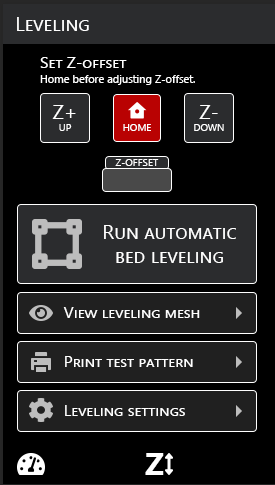 Leveling
Set Z-offset
Home before adjusting Z-offset.
Z+
UP
HOME
Z-
DOWN
Z-OFFSET
Run automatic
bed leveling
View leveling mesh
Print test pattern
Leveling settings
Z